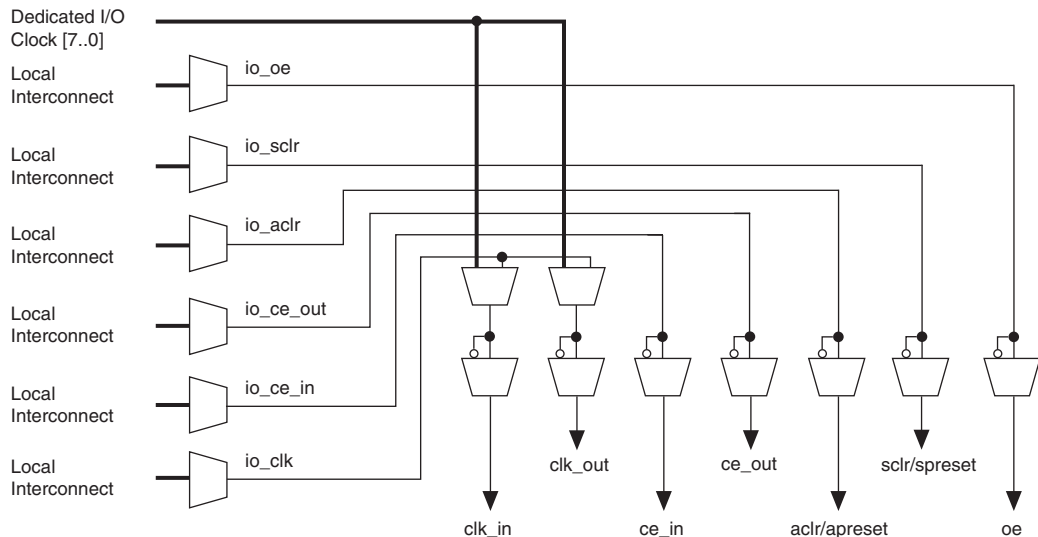 Dedicated I/O
Clock [7..0]
Local
Interconnect
io_oe
Local
Interconnect
io_sclr
Local
Interconnect
io_aclr
Local
Interconnect
io_ce_out
Local
Interconnect
io_ce_in
Local
Interconnect
io_clk
clk_out
ce_out
sclr/spreset
clk_in
ce_in
aclr/apreset
oe